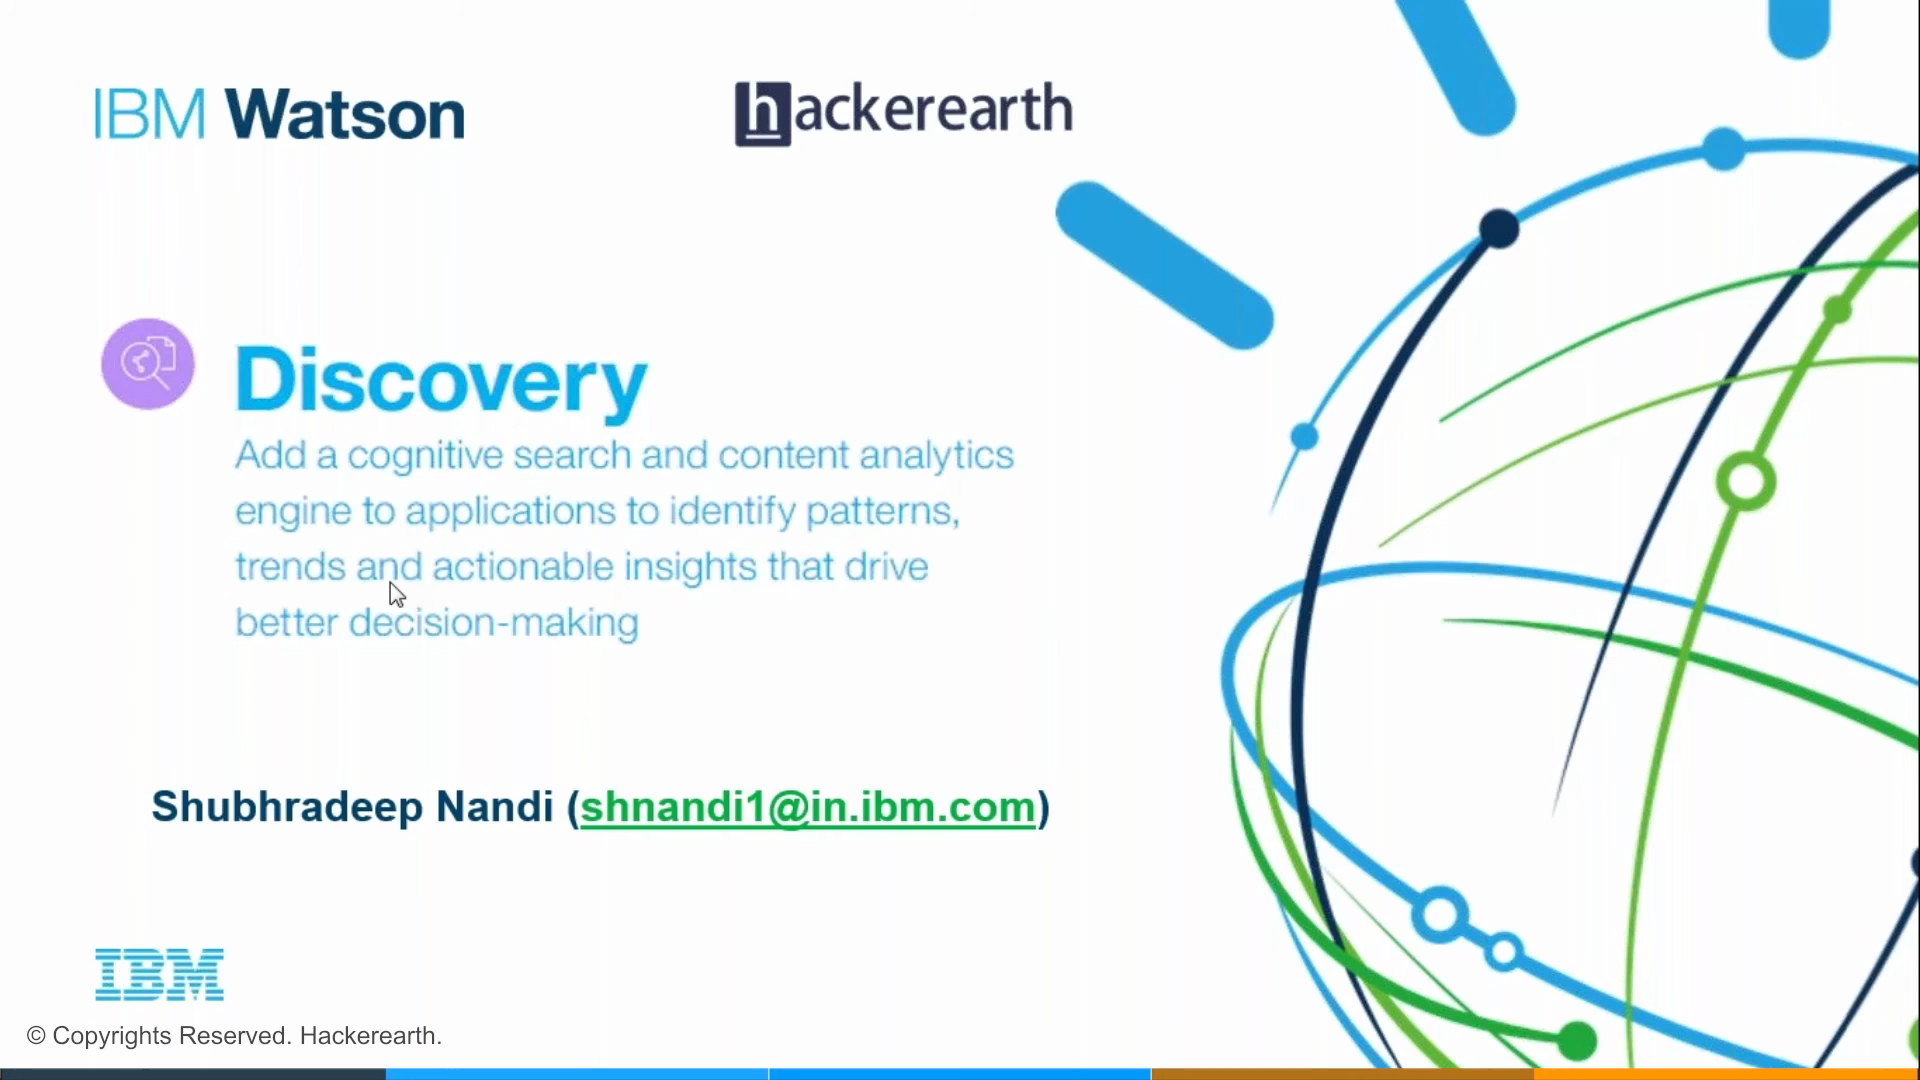 IBM Watson
hackerearth
Discovery
Add a cognitive search and content analytics
engine to applications to identify patterns,
trends and actionable insights that drive
better decision-making
Shubhradeep Nandi (shnandi1@in.ibm.com)
IBM
© Copyrights Reserved. Hackerearth.